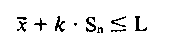 x̅ + k · Sₙ ≤ L